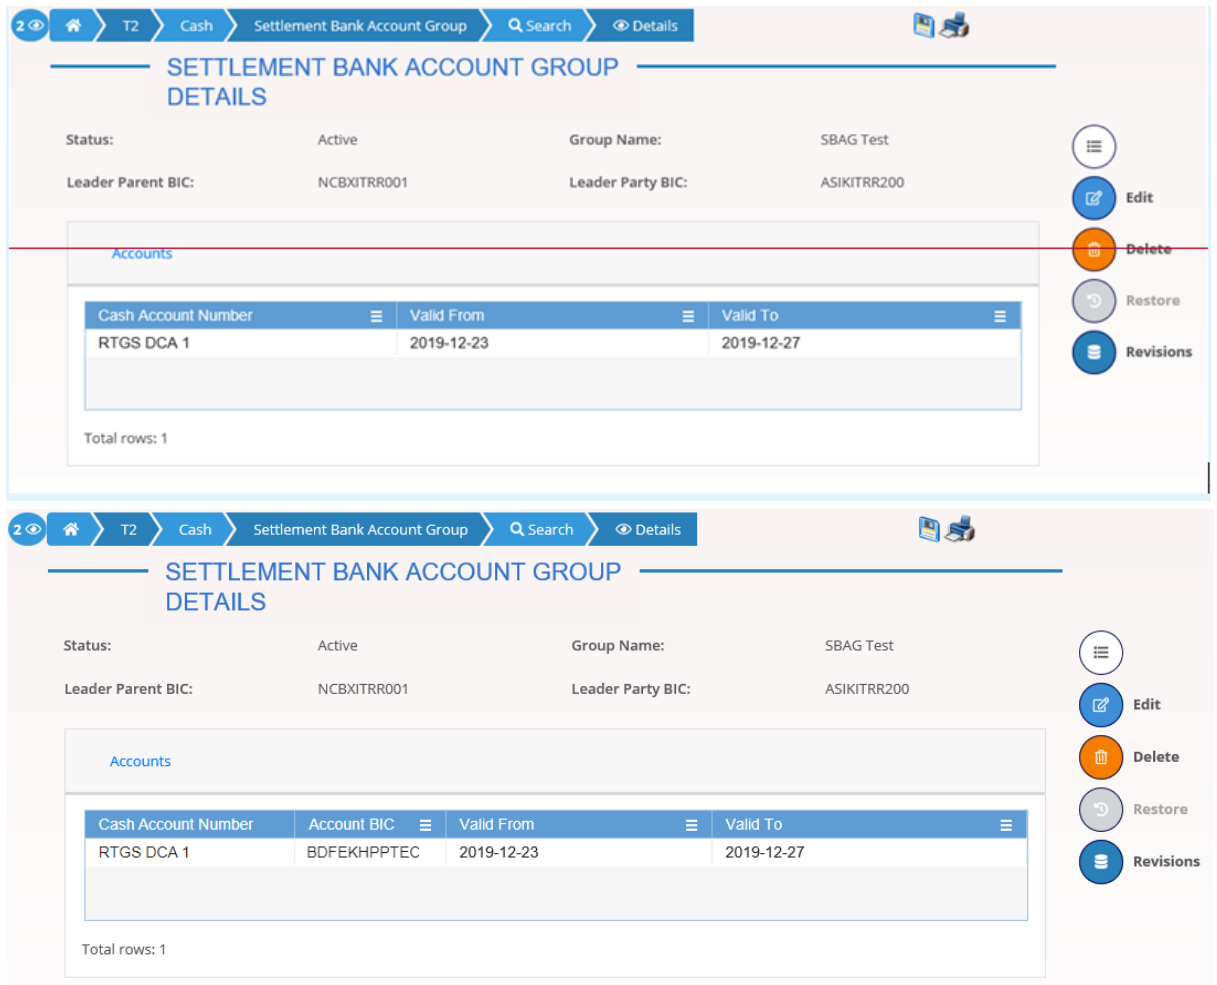 2 T2 Cash Settlement Bank Account Group Search Details
SETTLEMENT BANK ACCOUNT GROUP
DETAILS
Status: Active Group Name: SBAG Test
Leader Parent BIC: NCBXITRR001 Leader Party BIC: ASIKITRR200
Edit
Accounts
Delete
Restore
Cash Account Number Valid From Valid To
RTGS DCA 1 2019-12-23 2019-12-27
Revisions
Total rows: 1
2 T2 Cash Settlement Bank Account Group Search Details
SETTLEMENT BANK ACCOUNT GROUP
DETAILS
Status: Active Group Name: SBAG Test
Leader Parent BIC: NCBXITRR001 Leader Party BIC: ASIKITRR200
Edit
Accounts
Delete
Restore
Cash Account Number Account BIC Valid From Valid To
RTGS DCA 1 BDFEKHPPTEC 2019-12-23 2019-12-27
Revisions
Total rows: 1